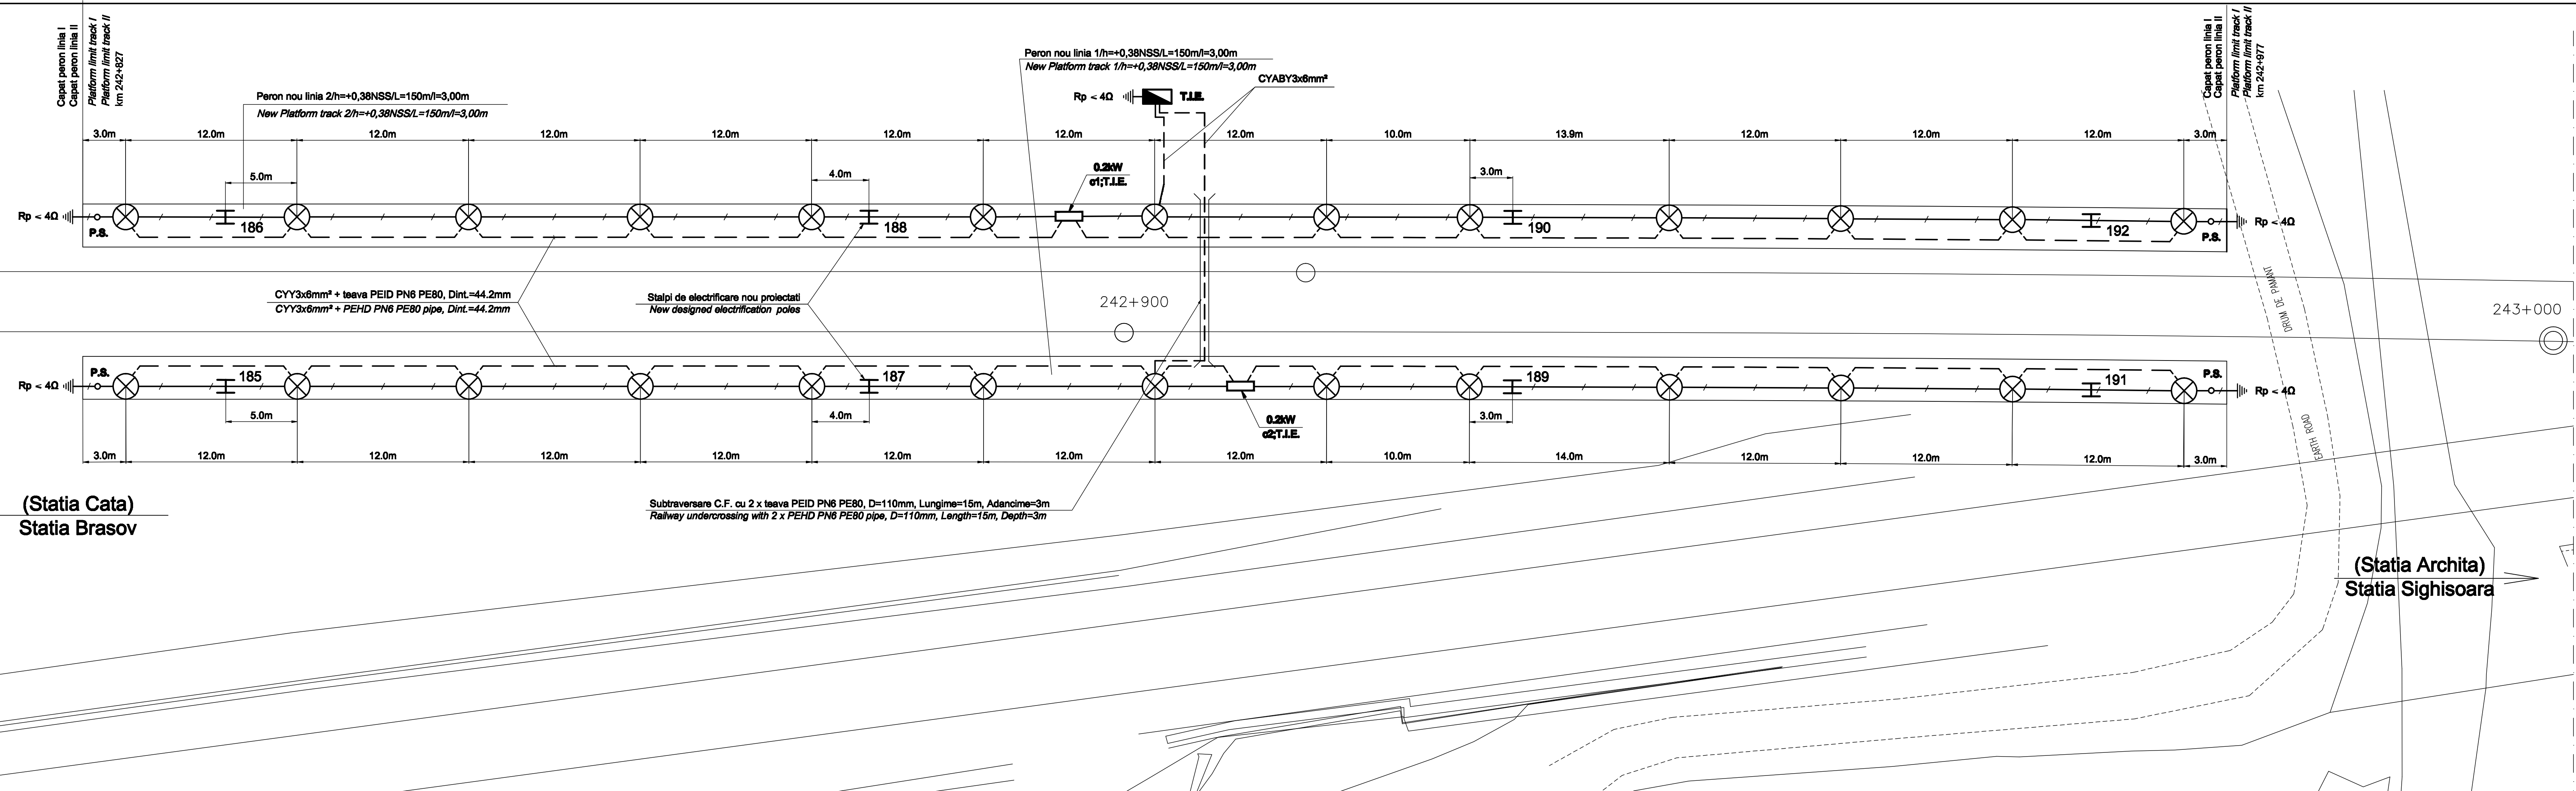 Capat peron linia I
Capat peron linia II
Platform limit track I
Platform limit track II
km 242+827
Peron nou linia 2/h=+0,38NSS/L=150m/l=3,00m
New Platform track 2/h=+0,38NSS/L=150m/l=3,00m
Peron nou linia 1/h=+0,38NSS/L=150m/l=3,00m
New Platform track 1/h=+0,38NSS/L=150m/l=3,00m
CYABY3x6mm²
Rp < 4Ω T.I.E.
Capat peron linia I
Capat peron linia II
Platform limit track I
Platform limit track II
km 242+977
3.0m 12.0m 12.0m 12.0m 12.0m 12.0m 12.0m 12.0m 10.0m 13.9m 12.0m 12.0m 12.0m 3.0m
5.0m 4.0m 3.0m
0.2kW
c1;T.I.E.
Rp < 4Ω P.S. 186 188 190 192 P.S. Rp < 4Ω
CYY3x6mm² + teava PEID PN6 PE80, Dint.=44.2mm
CYY3x6mm² + PEHD PN6 PE80 pipe, Dint.=44.2mm
Stalpi de electrificare nou proiectati
New designed electrification poles
242+900
DRUM DE PAMANT
243+000
Rp < 4Ω P.S. 185 187 189 191 P.S. Rp < 4Ω
5.0m 4.0m 3.0m
0.2kW
c2;T.I.E.
EARTH ROAD
3.0m 12.0m 12.0m 12.0m 12.0m 12.0m 12.0m 12.0m 10.0m 14.0m 12.0m 12.0m 12.0m 3.0m
(Statia Cata)
Statia Brasov
Subtraversare C.F. cu 2 x teava PEID PN6 PE80, D=110mm, Lungime=15m, Adancime=3m
Railway undercrossing with 2 x PEHD PN6 PE80 pipe, D=110mm, Length=15m, Depth=3m
(Statia Archita)
Statia Sighisoara